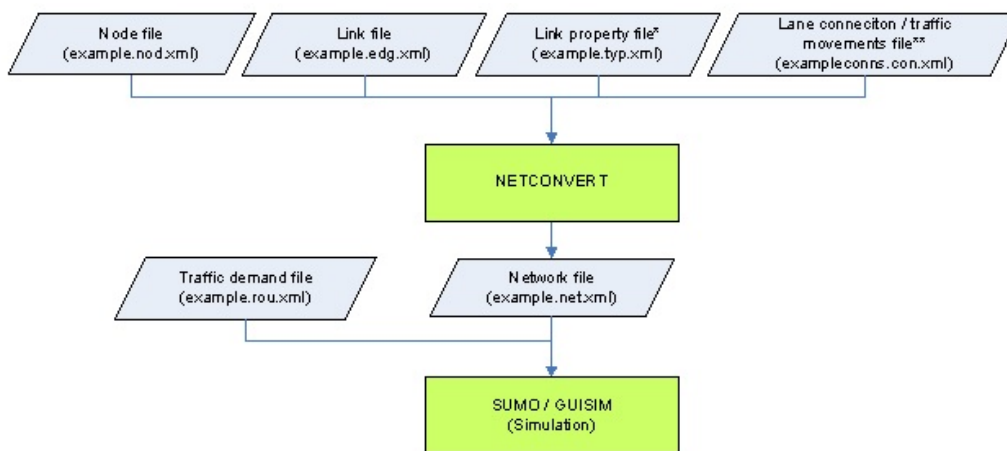 Node file
(example.nod.xml)
Link file
(example.edg.xml)
Link property file*
(example.typ.xml)
Lane conneciton / traffic
movements file**
(exampleconns.con.xml)
NETCONVERT
Traffic demand file
(example.rou.xml)
Network file
(example.net.xml)
SUMO / GUISIM
(Simulation)